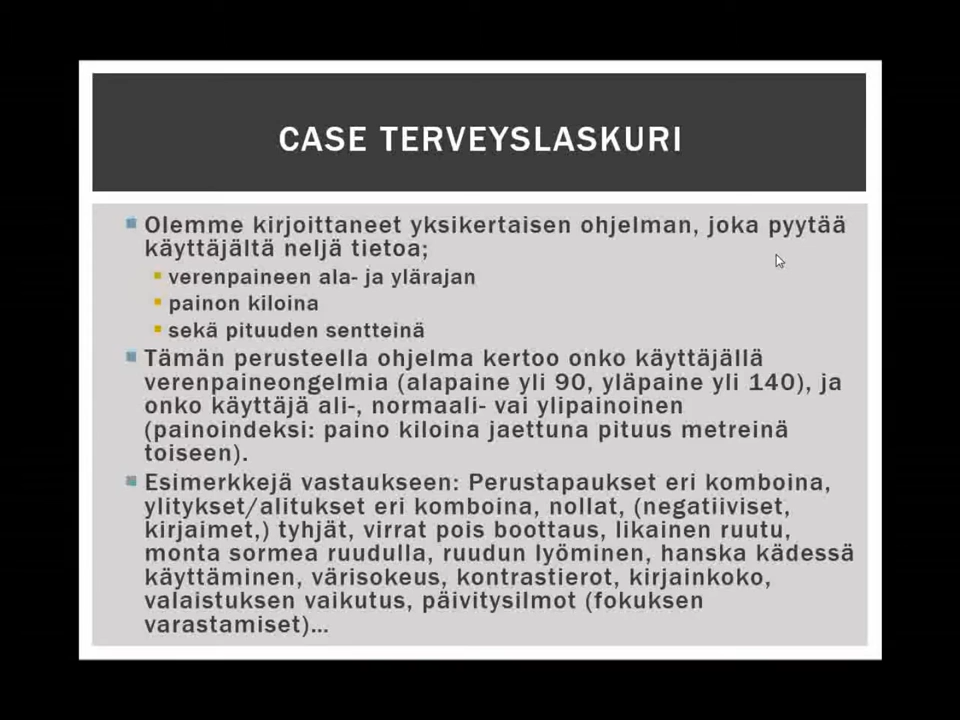 CASE TERVEYSLASKURI
Olemme kirjoittaneet yksikertaisen ohjelman, joka pyytää
käyttäjältä neljä tietoa;
verenpaineen ala- ja ylärajan
painon kiloina
sekä pituuden sentteinä
Tämän perusteella ohjelma kertoo onko käyttäjällä
verenpaineongelmia (alapaine yli 90, yläpaine yli 140), ja
onko käyttäjä ali-, normaali- vai ylipainoinen
(painoindeksi: paino kiloina jaettuna pituus metreinä
toiseen).
Esimerkkejä vastaukseen: Perustapaukset eri komboina,
ylitykset/alitukset eri komboina, nollat, (negatiiviset,
kirjaimet,) tyhjät, virrat pois boottaus, likainen ruutu,
monta sormea ruudulla, ruudun lyöminen, hanska kädessä
käyttäminen, värisokeus, kontrastierot, kirjainkoko,
valaistuksen vaikutus, päivitysilmot (fokuksen
varastamiset)…